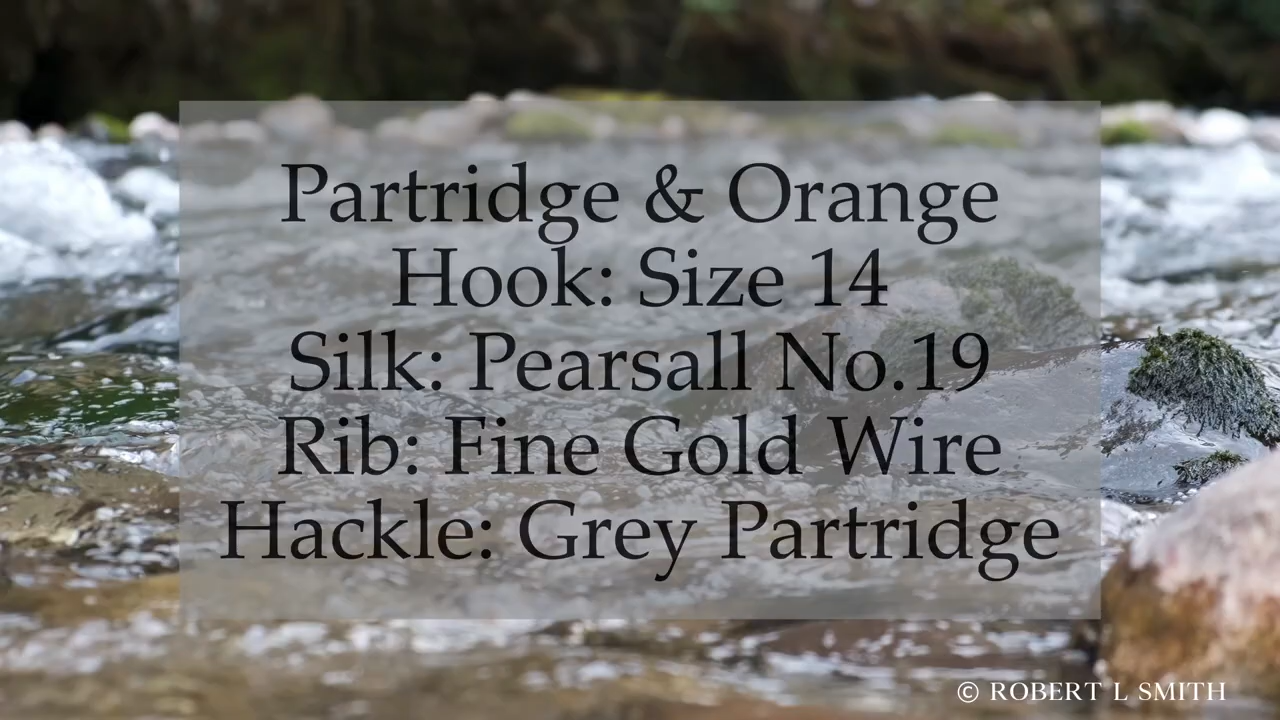 Partridge & Orange
Hook: Size 14
Silk: Pearsall No.19
Rib: Fine Gold Wire
Hackle: Grey Partridge
© ROBERT L SMITH